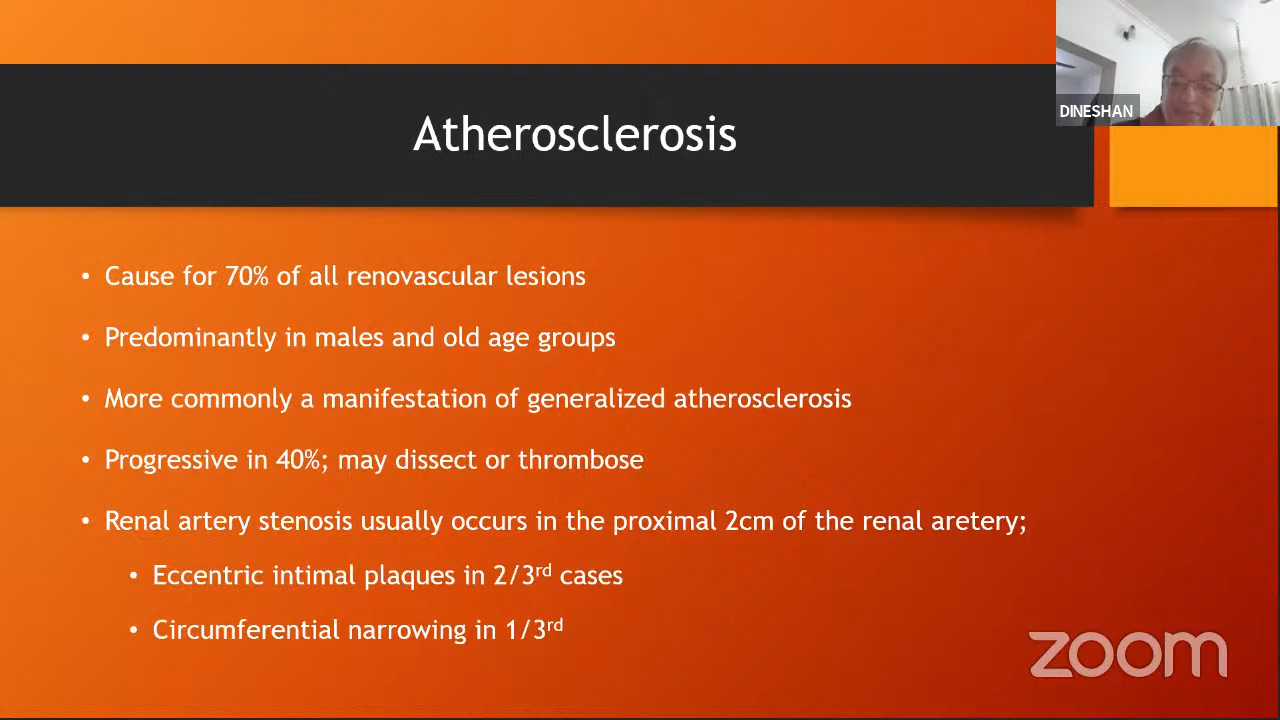 DINESHAN
Atherosclerosis
• Cause for 70% of all renovascular lesions
• Predominantly in males and old age groups
• More commonly a manifestation of generalized atherosclerosis
• Progressive in 40%; may dissect or thrombose
• Renal artery stenosis usually occurs in the proximal 2cm of the renal aretery;
• Eccentric intimal plaques in 2/3rd cases
• Circumferential narrowing in 1/3rd
zoom